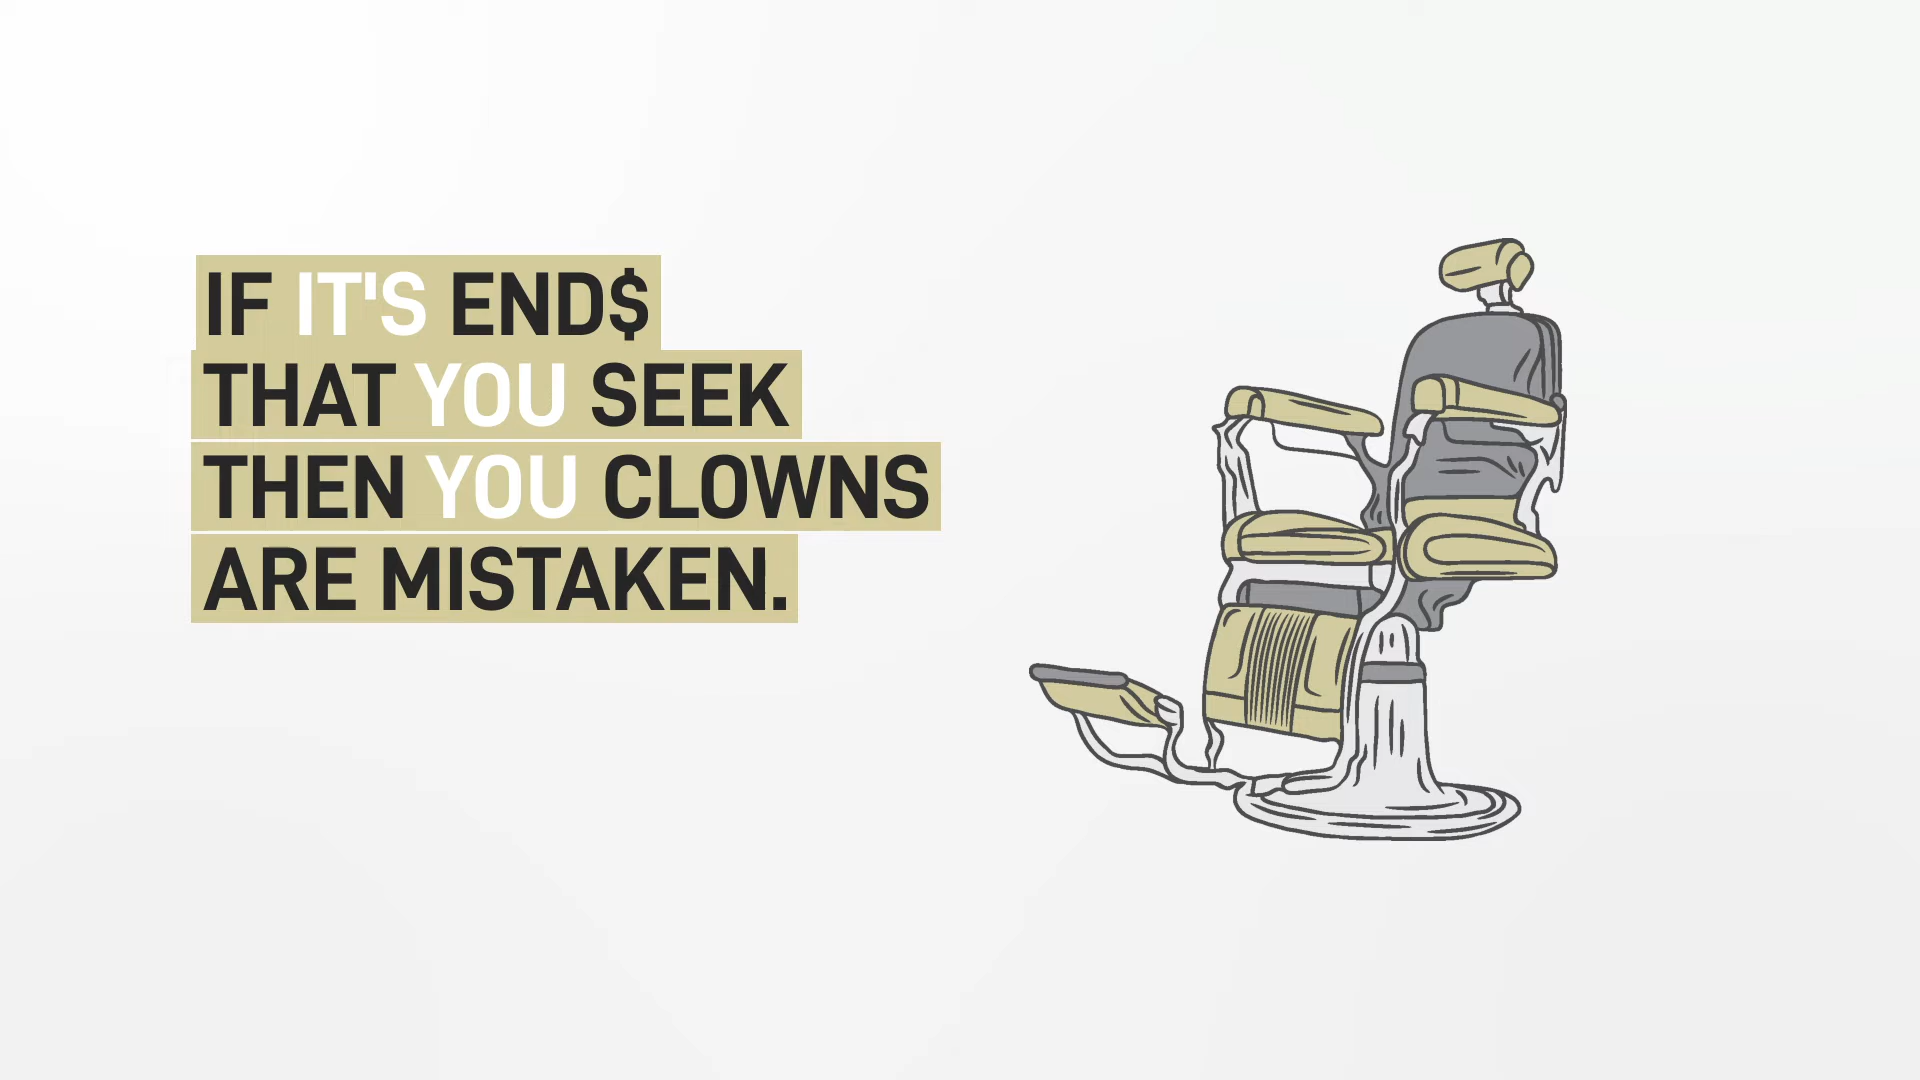 IF IT'S END$
THAT YOU SEEK
THEN YOU CLOWNS
ARE MISTAKEN.